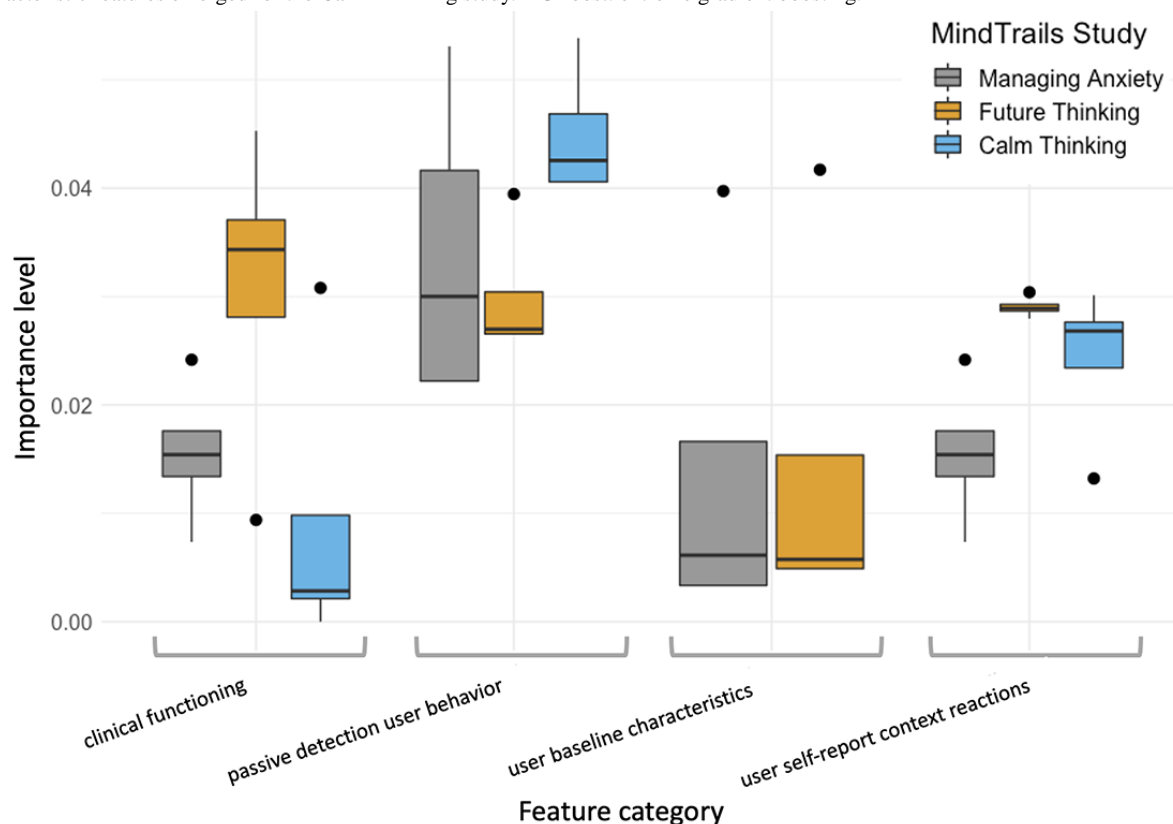 MindTrails Study
Managing Anxiety
Future Thinking
Calm Thinking
0.04
0.02
0.00
Importance level
clinical functioning
passive detection user behavior
user baseline characteristics
user self-report context reactions
Feature category